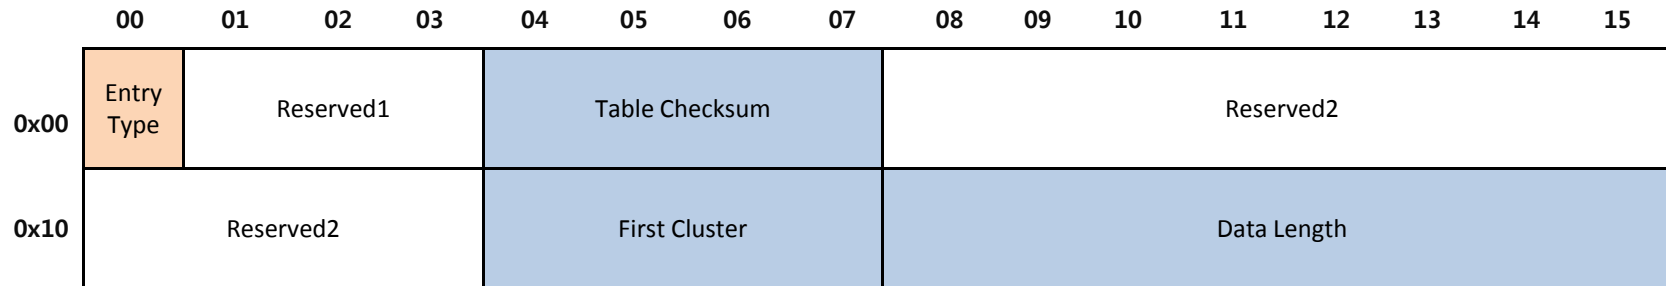 00 01 02 03 04 05 06 07 08 09 10 11 12 13 14 15
0x00
Entry
Type
Reserved1
Table Checksum
Reserved2
0x10
Reserved2
First Cluster
Data Length